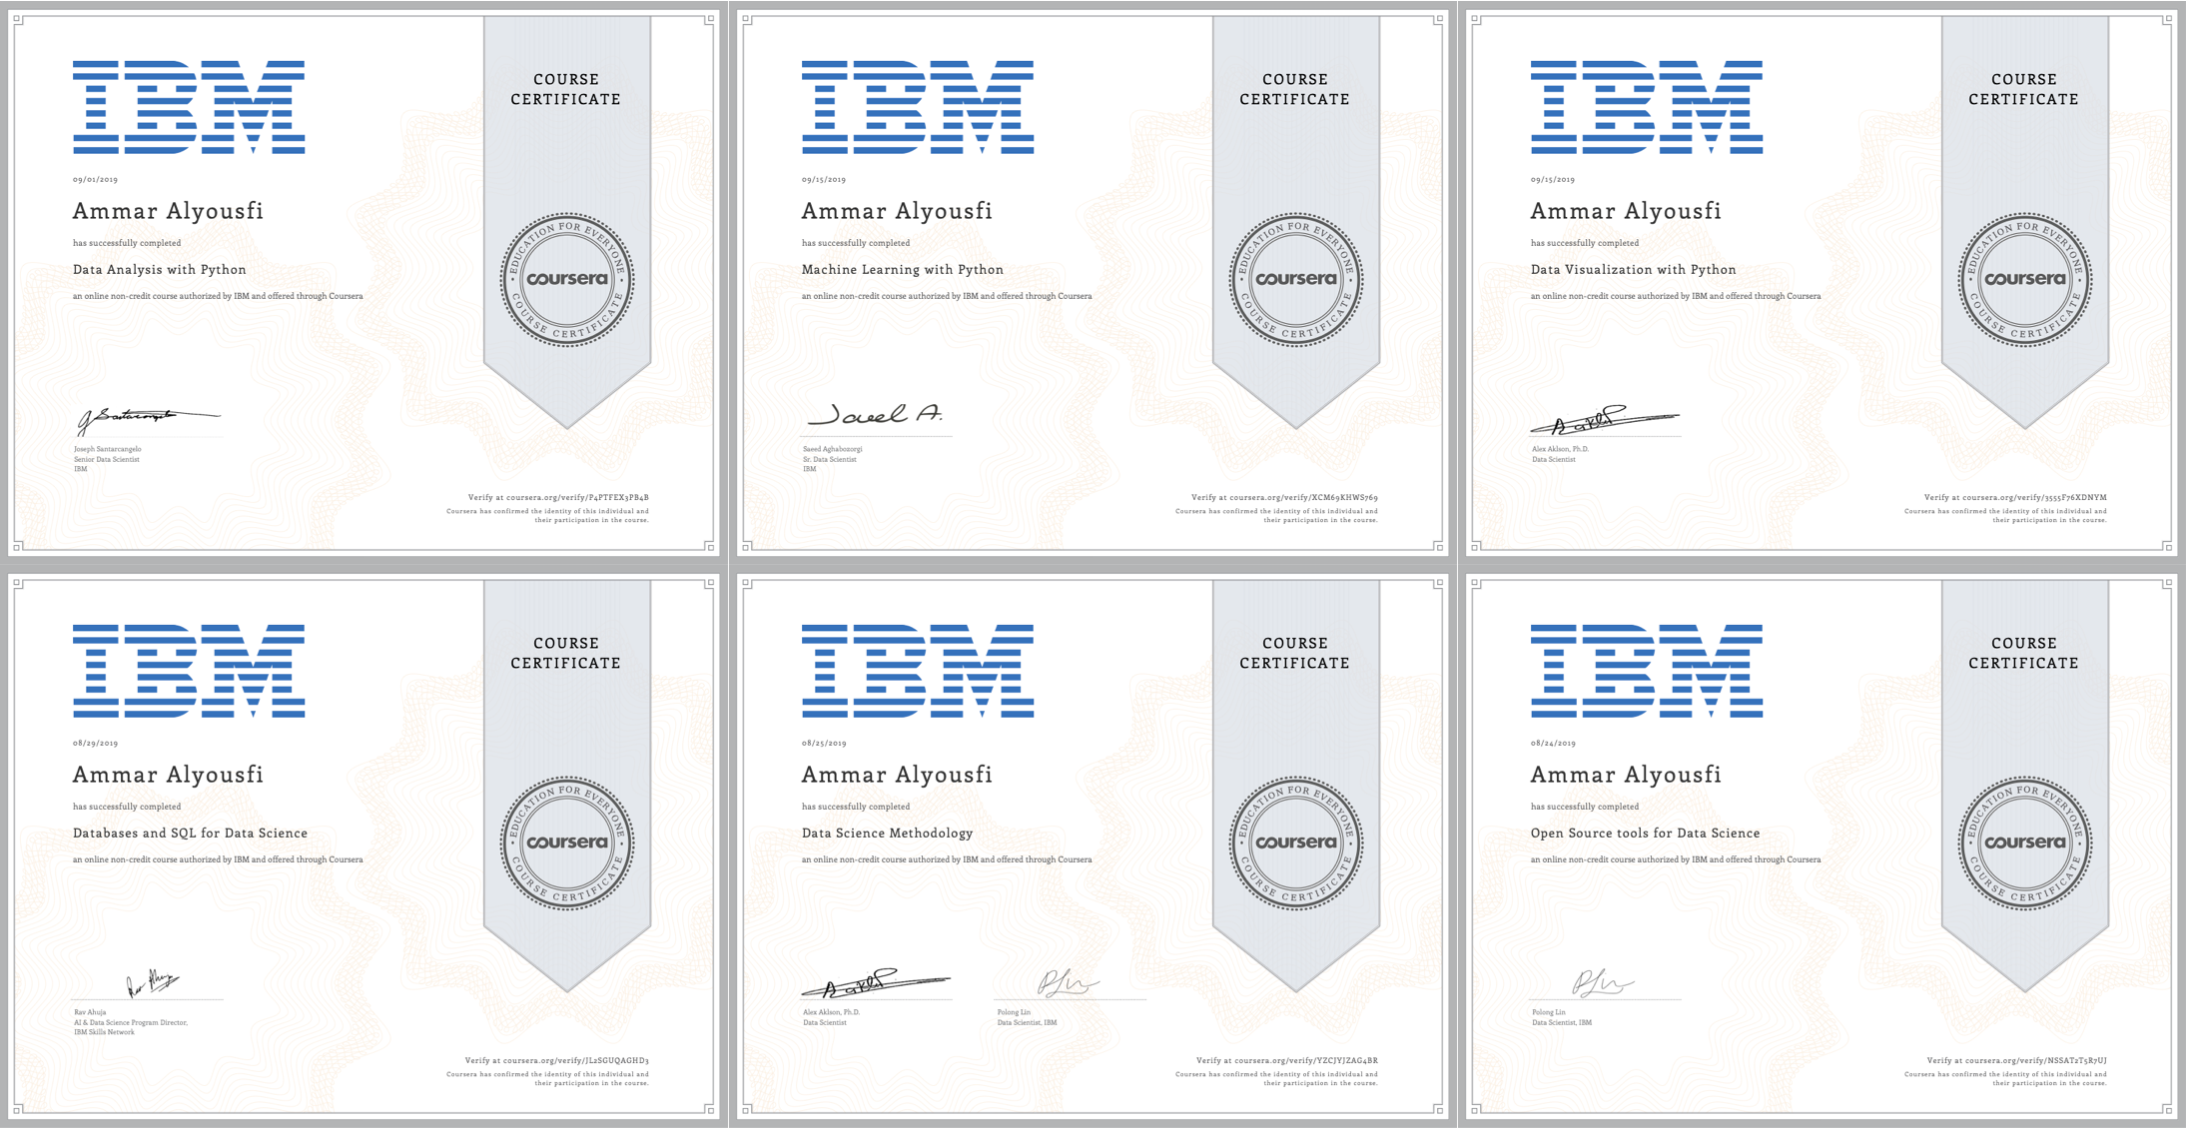 IBM
COURSE
CERTIFICATE
09/01/2019
Ammar Alyousfi
has successfully completed
Data Analysis with Python
an online non-credit course authorized by IBM and offered through Coursera
EDUCATION FOR EVERYONE
coursera
COURSE CERTIFICATE
Joseph Santarcangelo
Senior Data Scientist
IBM
Verify at coursera.org/verify/P4PTFEX3PB4B
Coursera has confirmed the identity of this individual and
their participation in the course.
IBM
COURSE
CERTIFICATE
09/15/2019
Ammar Alyousfi
has successfully completed
Machine Learning with Python
an online non-credit course authorized by IBM and offered through Coursera
EDUCATION FOR EVERYONE
coursera
COURSE CERTIFICATE
Saeed Aghabozorgi
Sr. Data Scientist
IBM
Verify at coursera.org/verify/XCM69KHWS769
Coursera has confirmed the identity of this individual and
their participation in the course.
IBM
COURSE
CERTIFICATE
09/15/2019
Ammar Alyousfi
has successfully completed
Data Visualization with Python
an online non-credit course authorized by IBM and offered through Coursera
EDUCATION FOR EVERYONE
coursera
COURSE CERTIFICATE
Alex Aklson, Ph.D.
Data Scientist
Verify at coursera.org/verify/3555F76XDNYM
Coursera has confirmed the identity of this individual and
their participation in the course.
IBM
COURSE
CERTIFICATE
08/29/2019
Ammar Alyousfi
has successfully completed
Databases and SQL for Data Science
an online non-credit course authorized by IBM and offered through Coursera
EDUCATION FOR EVERYONE
coursera
COURSE CERTIFICATE
Rav Ahuja
AI & Data Science Program Director,
IBM Skills Network
Verify at coursera.org/verify/JL2SGUQAGHD3
Coursera has confirmed the identity of this individual and
their participation in the course.
IBM
COURSE
CERTIFICATE
08/25/2019
Ammar Alyousfi
has successfully completed
Data Science Methodology
an online non-credit course authorized by IBM and offered through Coursera
EDUCATION FOR EVERYONE
coursera
COURSE CERTIFICATE
Alex Aklson, Ph.D.
Data Scientist
Polong Lin
Data Scientist, IBM
Verify at coursera.org/verify/YZCJYJZAG4BR
Coursera has confirmed the identity of this individual and
their participation in the course.
IBM
COURSE
CERTIFICATE
08/24/2019
Ammar Alyousfi
has successfully completed
Open Source tools for Data Science
an online non-credit course authorized by IBM and offered through Coursera
EDUCATION FOR EVERYONE
coursera
COURSE CERTIFICATE
Polong Lin
Data Scientist, IBM
Verify at coursera.org/verify/NSSAT2T5R7UJ
Coursera has confirmed the identity of this individual and
their participation in the course.